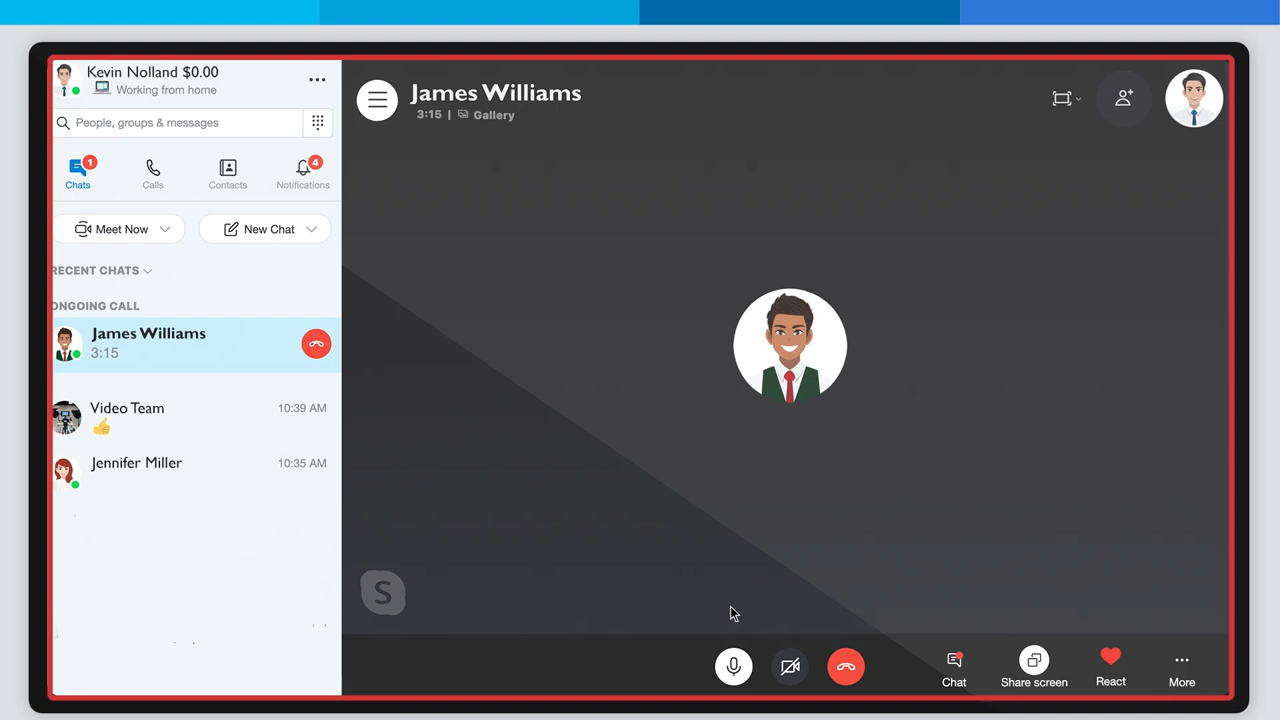 Kevin Nolland $0.00
Working from home
People, groups & messages
1
4
Chats
Calls
Contacts
Notifications
Meet Now
New Chat
RECENT CHATS
ONGOING CALL
James Williams
3:15
Video Team
10:39 AM
Jennifer Miller
10:35 AM
James Williams
3:15 | Gallery
S
Chat
Share screen
React
More